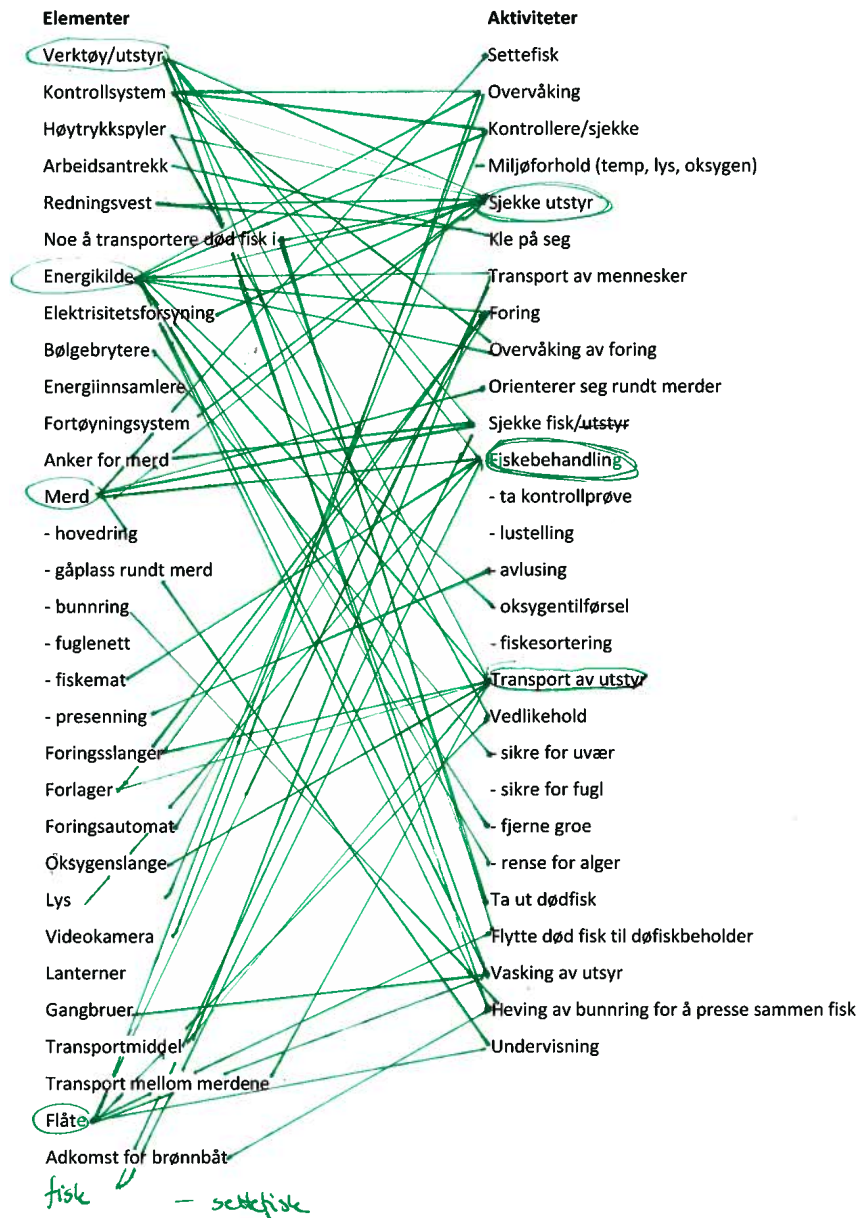 Elementer
Verktøy/utstyr
Kontrollsystem
Høytrykkspyler
Arbeidsantrekk
Redningsvest
Noe å transportere død fisk i
Energikilde
Elektrisitetsforsyning
Bølgebrytere
Energiinnsamlere
Fortøyningsystem
Anker for merd
Merd
- hovedring
- gåplass rundt merd
- bunnring
- fuglenett
- fiskemat
- presenning
Foringsslanger
Forlager
Foringsautomat
Oksygenslange
Lys
Videokamera
Lanterner
Gangbruer
Transportmiddel
Transport mellom merdene
Flåte
Adkomst for brønnbåt
fisk - settefisk
Aktiviteter
Settefisk
Overvåking
Kontrollere/sjekke
Miljøforhold (temp, lys, oksygen)
Sjekke utstyr
Kle på seg
Transport av mennesker
Foring
Overvåking av foring
Orienterer seg rundt merder
Sjekke fisk/utstyr
Fiskebehandling
- ta kontrollprøve
- lustelling
- avlusing
- oksygentilførsel
- fiskesortering
Transport av utstyr
Vedlikehold
- sikre for uvær
- sikre for fugl
- fjerne groe
- rense for alger
Ta ut dødfisk
Flytte død fisk til døfiskbeholder
Vasking av utsyr
Heving av bunnring for å presse sammen fisk
Undervisning